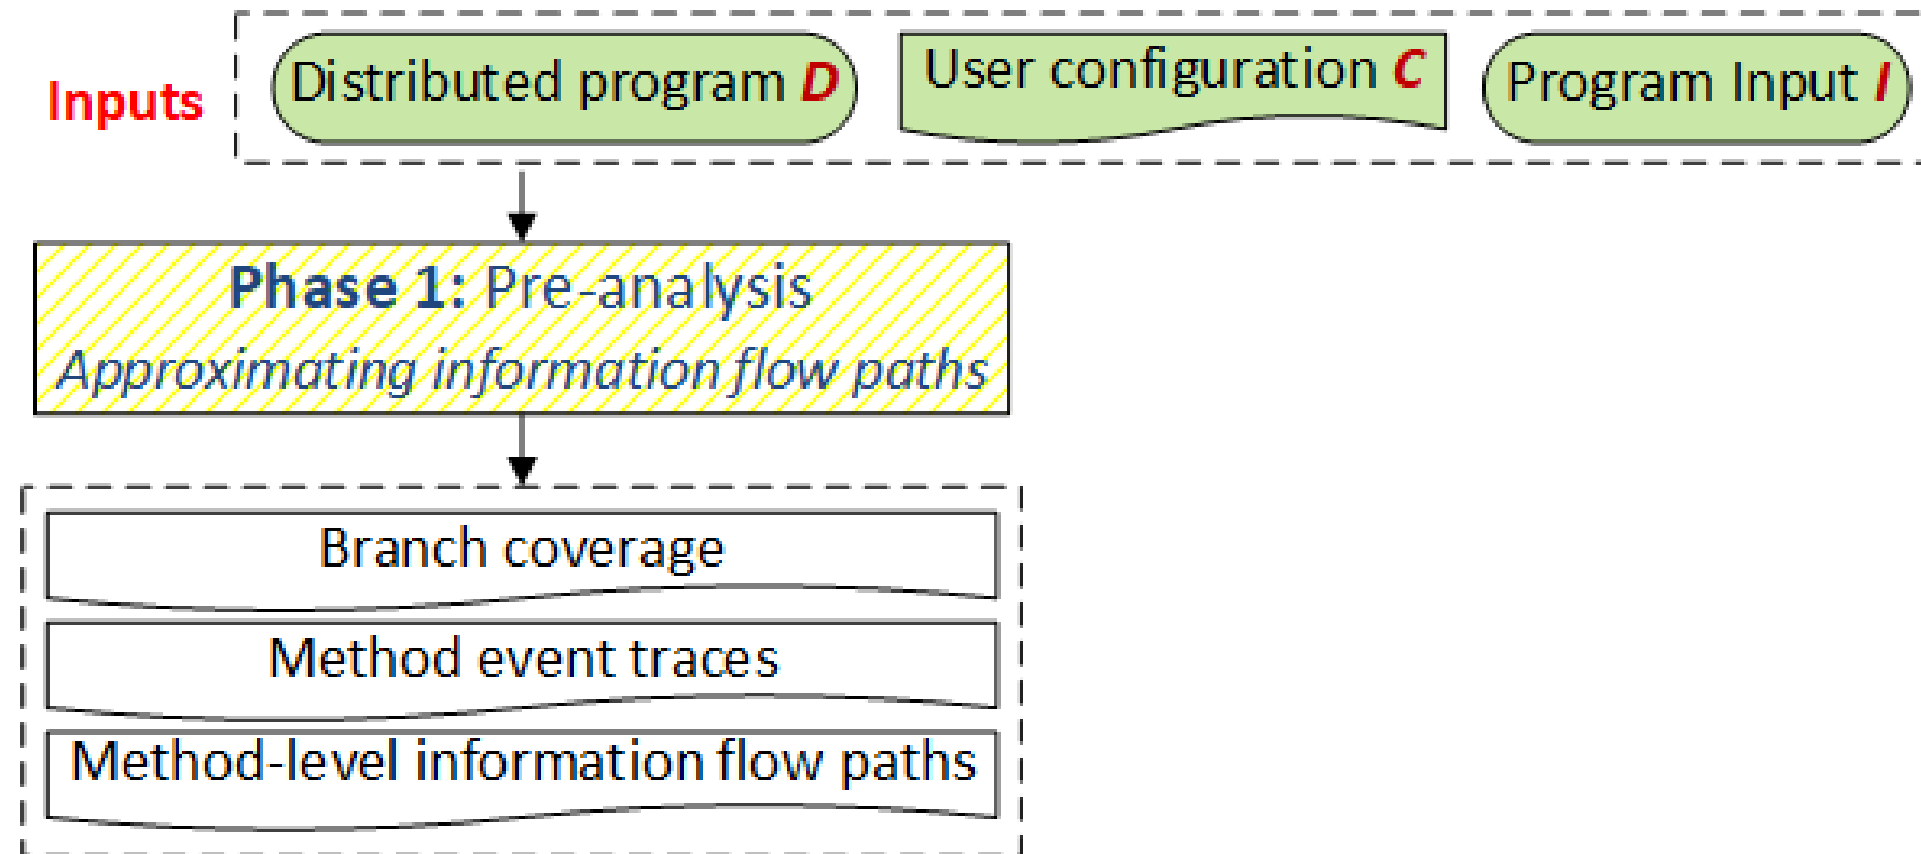 Inputs
Distributed program D
User configuration C
Program Input I
Phase 1: Pre-analysis
Approximating information flow paths
Branch coverage
Method event traces
Method-level information flow paths